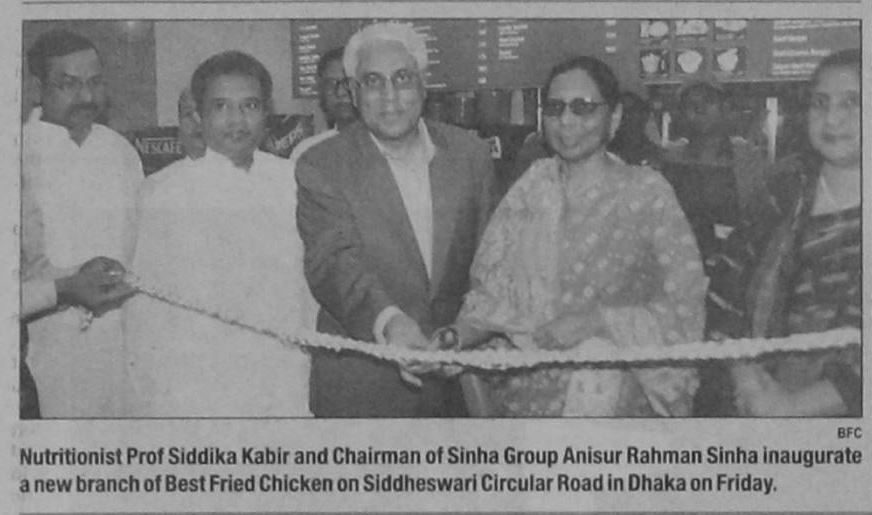 NESCAFE
BFC
Nutritionist Prof Siddika Kabir and Chairman of Sinha Group Anisur Rahman Sinha inaugurate
a new branch of Best Fried Chicken on Siddheswari Circular Road in Dhaka on Friday.